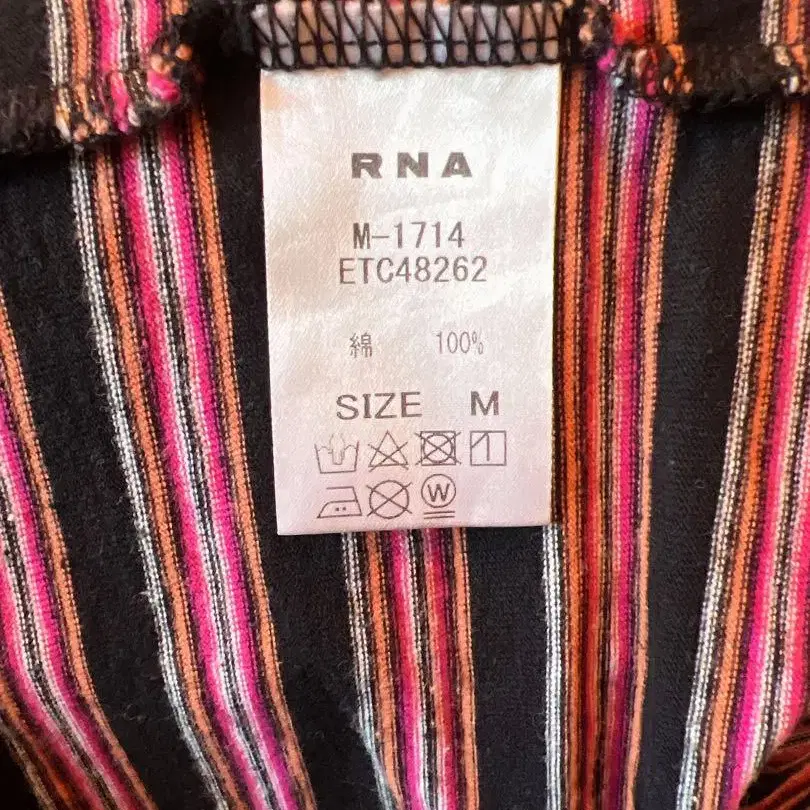 RNA
M-1714
ETC48262
綿 100%
SIZE M
W